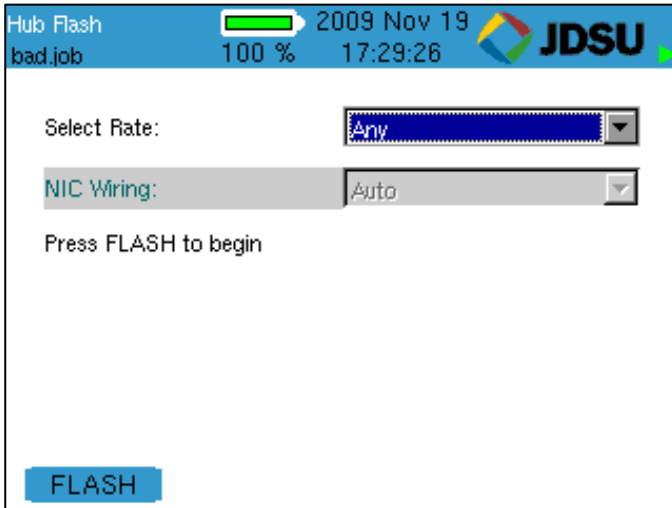 Hub Flash 2009 Nov 19 JDSU
bad.job 100 % 17:29:26
Select Rate: Any
NIC Wiring: Auto
Press FLASH to begin
FLASH